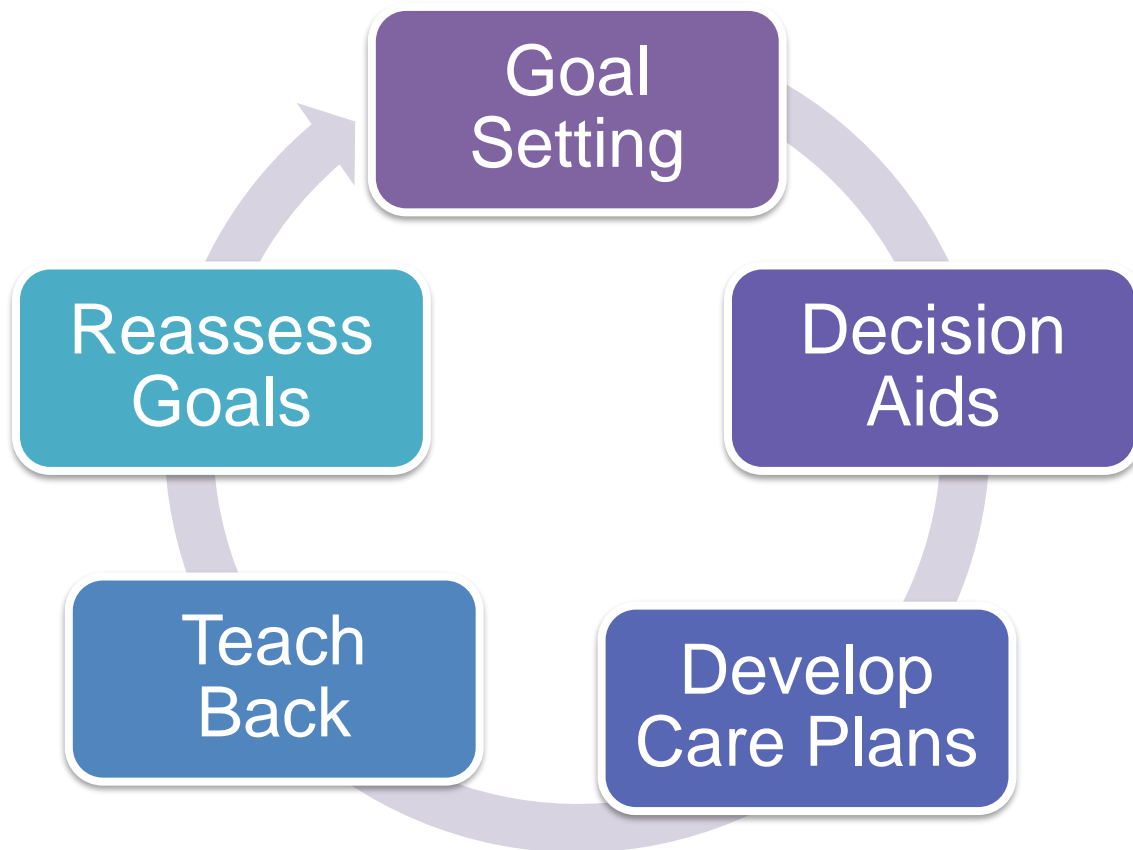 Goal
Setting
Decision
Aids
Develop
Care Plans
Teach
Back
Reassess
Goals